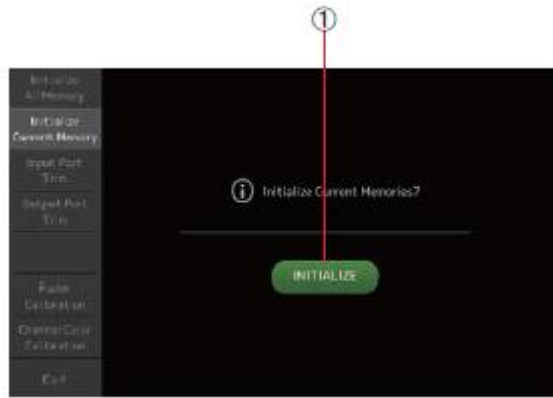 ①
Initialize
All Memory
Initialize
Current Memory
Input Port
Trim
Output Port
Trim
ⓘ Initialize Current Memories?
INITIALIZE
Fader
Calibration
Channel Color
Calibration
Exit